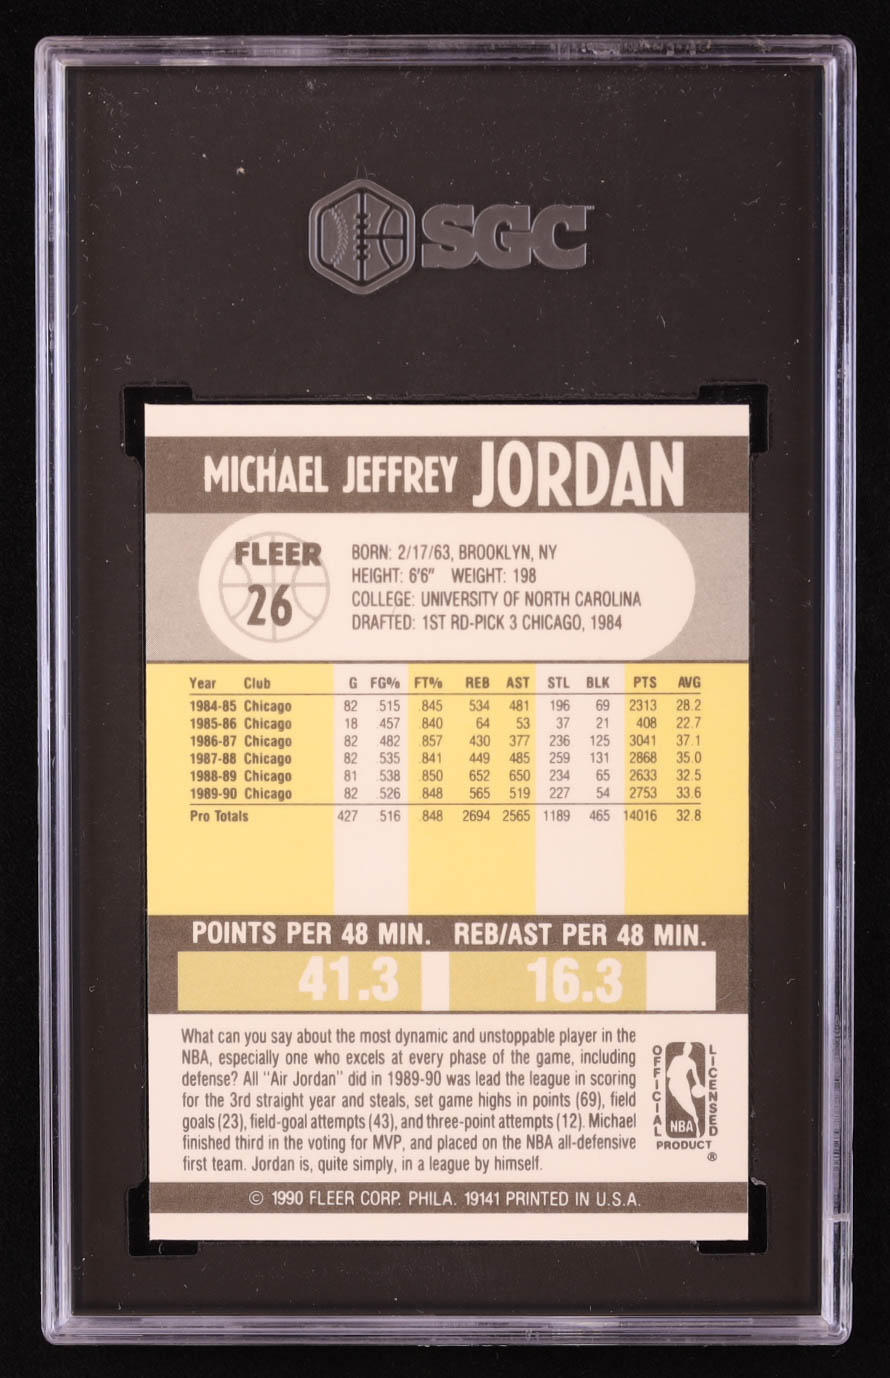 SGC
MICHAEL JEFFREY JORDAN
FLEER
26
BORN: 2/17/63, BROOKLYN, NY
HEIGHT: 6'6" WEIGHT: 198
COLLEGE: UNIVERSITY OF NORTH CAROLINA
DRAFTED: 1ST RD-PICK 3 CHICAGO, 1984
Year Club G FG% FT% REB AST STL BLK PTS AVG
1984-85 Chicago 82 .515 .845 534 481 196 69 2313 28.2
1985-86 Chicago 18 .457 .840 64 53 37 21 408 22.7
1986-87 Chicago 82 .482 .857 430 377 236 125 3041 37.1
1987-88 Chicago 82 .535 .841 449 485 259 131 2868 35.0
1988-89 Chicago 81 .538 .850 652 650 234 65 2633 32.5
1989-90 Chicago 82 .526 .848 565 519 227 54 2753 33.6
Pro Totals 427 .516 .848 2694 2565 1189 465 14016 32.8
POINTS PER 48 MIN. REB/AST PER 48 MIN.
41.3 16.3
What can you say about the most dynamic and unstoppable player in the
NBA, especially one who excels at every phase of the game, including
defense? All "Air Jordan" did in 1989-90 was lead the league in scoring
for the 3rd straight year and steals, set game highs in points (69), field
goals (23), field-goal attempts (43), and three-point attempts (12). Michael
finished third in the voting for MVP, and placed on the NBA all-defensive
first team. Jordan is, quite simply, in a league by himself.
OFFICIAL
NBA
LICENSED
PRODUCT
®
© 1990 FLEER CORP. PHILA. 19141 PRINTED IN U.S.A.